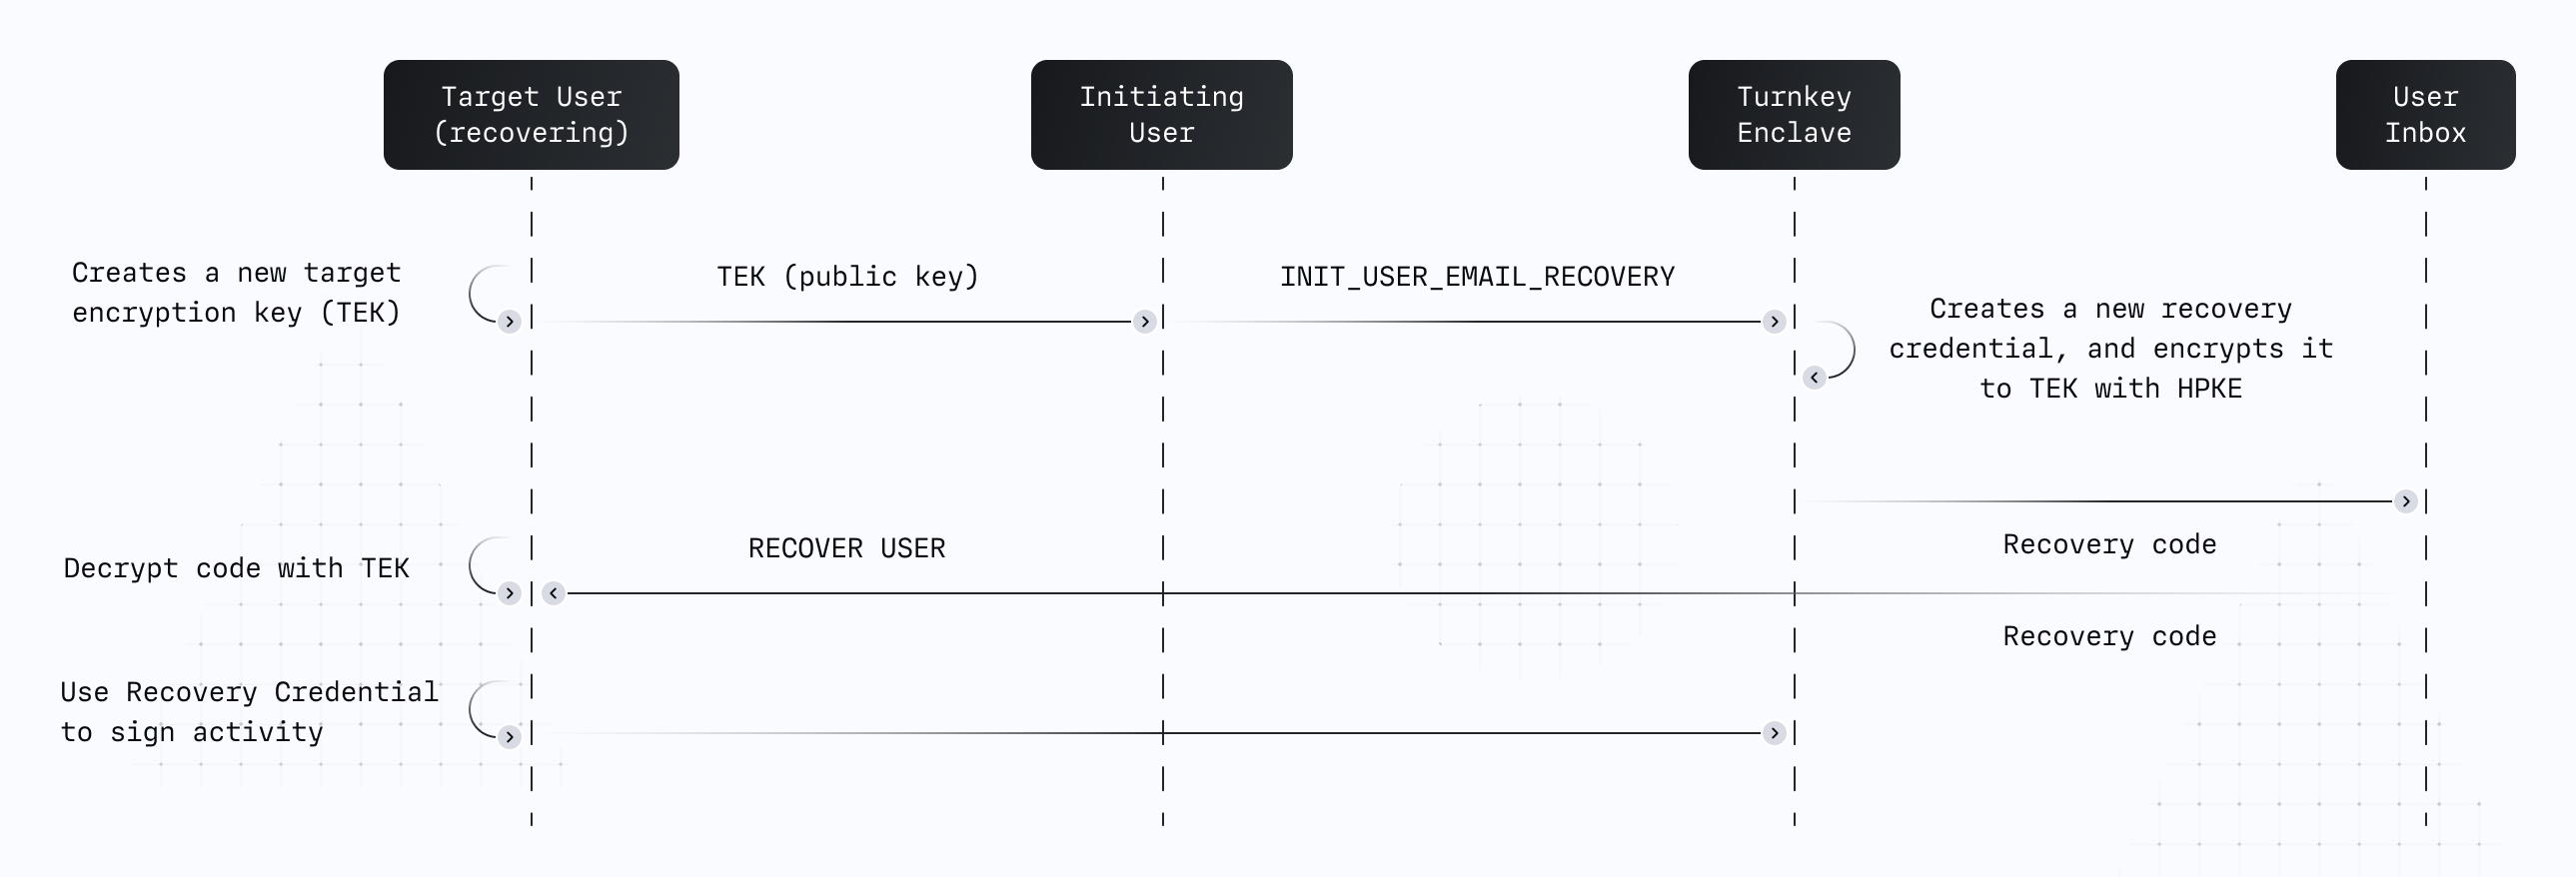 Target User
(recovering)
Initiating
User
Turnkey
Enclave
User
Inbox
Creates a new target
encryption key (TEK)
TEK (public key)
INIT_USER_EMAIL_RECOVERY
Creates a new recovery
credential, and encrypts it
to TEK with HPKE
Recovery code
RECOVER USER
Decrypt code with TEK
Recovery code
Use Recovery Credential
to sign activity